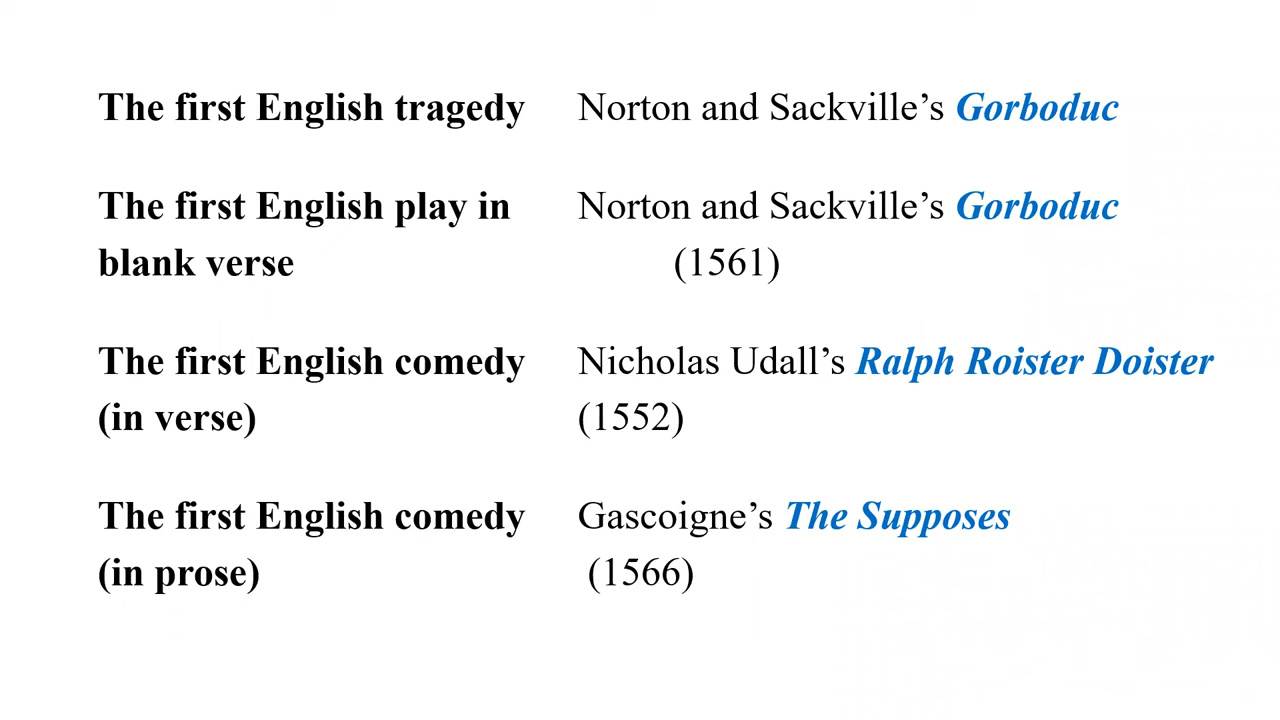 The first English tragedy Norton and Sackville’s Gorboduc
The first English play in Norton and Sackville’s Gorboduc
blank verse (1561)
The first English comedy Nicholas Udall’s Ralph Roister Doister
(in verse) (1552)
The first English comedy Gascoigne’s The Supposes
(in prose) (1566)